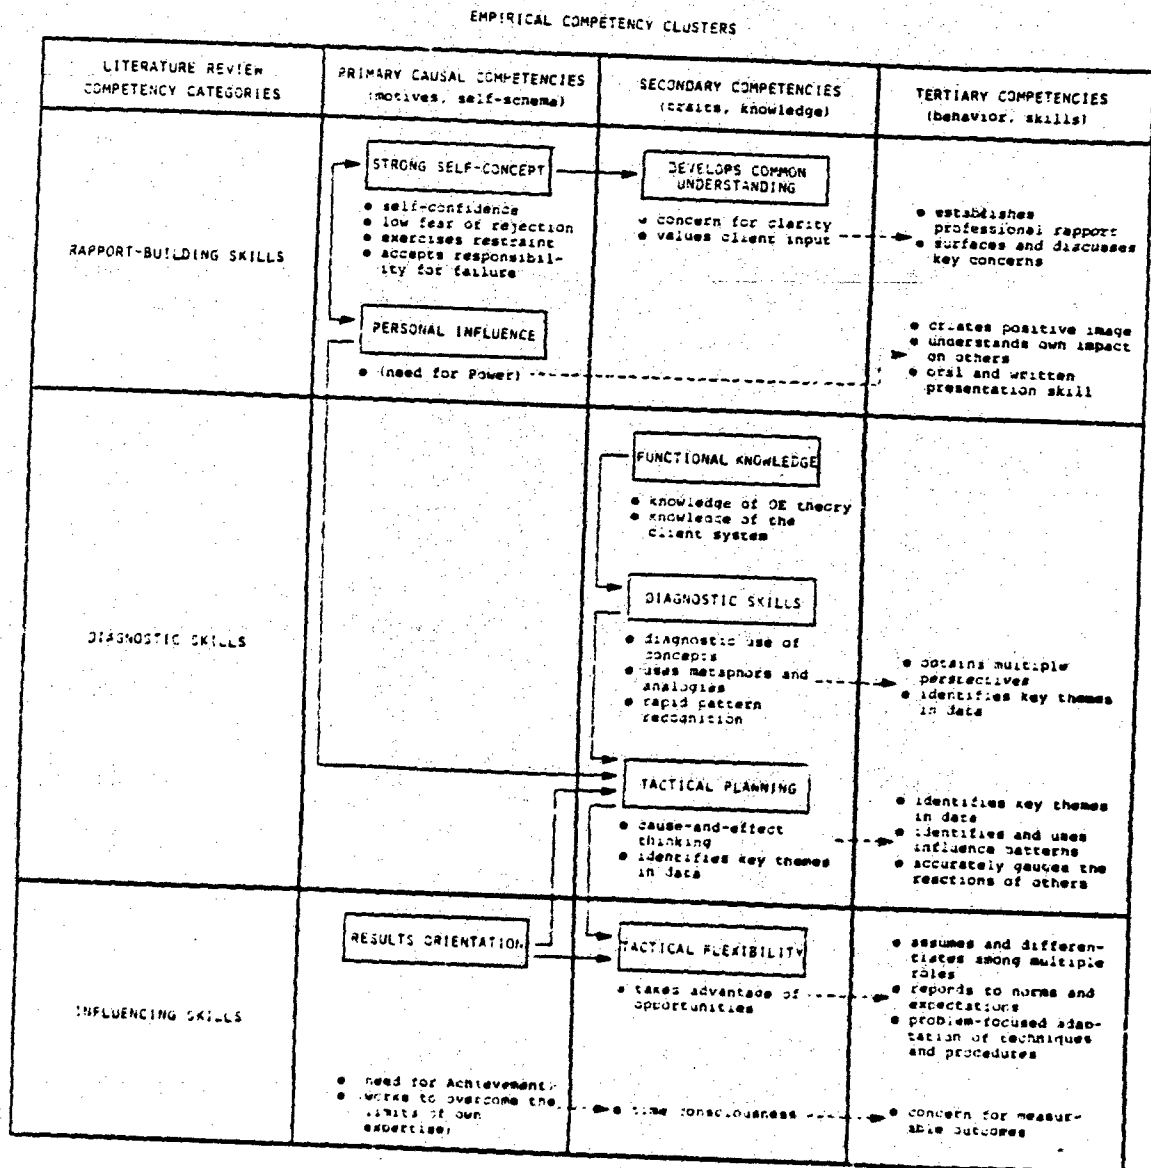 EMPIRICAL COMPETENCY CLUSTERS
LITERATURE REVIEW
COMPETENCY CATEGORIES
PRIMARY CAUSAL COMPETENCIES
(motives, self-schema)
SECONDARY COMPETENCIES
(traits, knowledge)
TERTIARY COMPETENCIES
(behavior, skills)
RAPPORT-BUILDING SKILLS
STRONG SELF-CONCEPT
● self-confidence
● low fear of rejection
● exercises restraint
● accepts responsibil-
ity for failure
PERSONAL INFLUENCE
● (need for Power)
DEVELOPS COMMON
UNDERSTANDING
● concern for clarity
● values client input
● establishes
professional rapport
● surfaces and discusses
key concerns
● creates positive image
● understands own impact
on others
● oral and written
presentation skill
DIAGNOSTIC SKILLS
FUNCTIONAL KNOWLEDGE
● knowledge of OE theory
● knowledge of the
client system
DIAGNOSTIC SKILLS
● diagnostic use of
concepts
● uses metaphors and
analogies
● rapid pattern
recognition
● obtains multiple
perspectives
● identifies key themes
in data
TACTICAL PLANNING
● cause-and-effect
thinking
● identifies key themes
in data
● identifies key themes
in data
● identifies and uses
influence patterns
● accurately gauges the
reactions of others
INFLUENCING SKILLS
RESULTS ORIENTATION
TACTICAL FLEXIBILITY
● takes advantage of
opportunities
● assumes and differen-
tiates among multiple
roles
● reponds to norms and
expectations
● problem-focused adap-
tation of techniques
and procedures
● need for Achievement;
● works to overcome the
limits of own
expertise)
● time consciousness
● concern for measur-
able outcomes